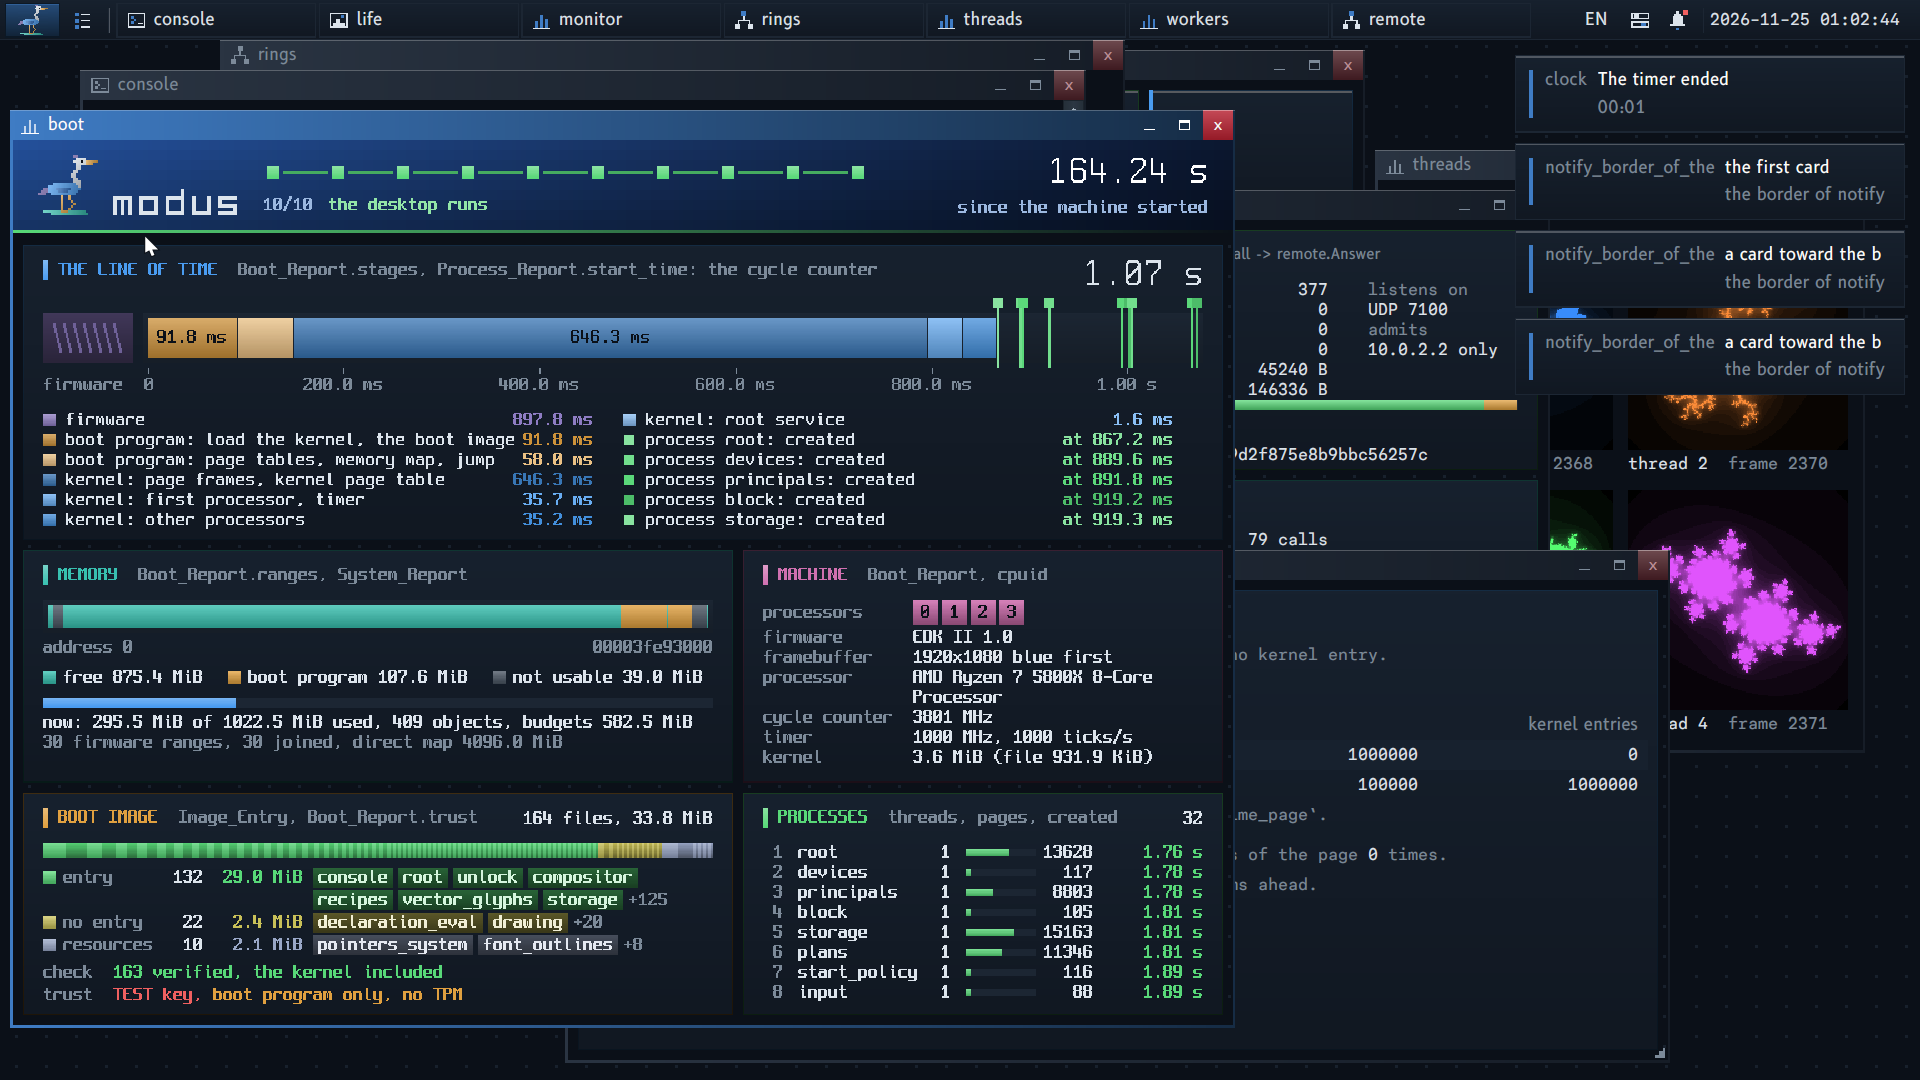 console
life
monitor
rings
threads
workers
remote
EN
2026-11-25 01:02:44
rings
console
boot
modus
10/10 the desktop runs
164.24 s
since the machine started
THE LINE OF TIME Boot_Report.stages, Process_Report.start_time: the cycle counter
1.07 s
91.8 ms
646.3 ms
firmware 0 200.0 ms 400.0 ms 600.0 ms 800.0 ms 1.00 s
firmware 897.8 ms
boot program: load the kernel, the boot image 91.8 ms
boot program: page tables, memory map, jump 58.0 ms
kernel: page frames, kernel page table 646.3 ms
kernel: first processor, timer 35.7 ms
kernel: other processors 35.2 ms
kernel: root service 1.6 ms
process root: created at 867.2 ms
process devices: created at 889.6 ms
process principals: created at 891.8 ms
process block: created at 919.2 ms
process storage: created at 919.3 ms
MEMORY Boot_Report.ranges, System_Report
address 0 00003fe93000
free 875.4 MiB boot program 107.6 MiB not usable 39.0 MiB
now: 295.5 MiB of 1022.5 MiB used, 409 objects, budgets 582.5 MiB
30 firmware ranges, 30 joined, direct map 4096.0 MiB
MACHINE Boot_Report, cpuid
processors 0 1 2 3
firmware EDK II 1.0
framebuffer 1920x1080 blue first
processor AMD Ryzen 7 5800X 8-Core
Processor
cycle counter 3801 MHz
timer 1000 MHz, 1000 ticks/s
kernel 3.6 MiB (file 931.9 KiB)
BOOT IMAGE Image_Entry, Boot_Report.trust 164 files, 33.8 MiB
entry 132 29.0 MiB console root unlock compositor
recipes vector_glyphs storage +125
no entry 22 2.4 MiB declaration_eval drawing +20
resources 10 2.1 MiB pointers_system font_outlines +8
check 163 verified, the kernel included
trust TEST key, boot program only, no TPM
PROCESSES threads, pages, created 32
1 root 1 13628 1.76 s
2 devices 1 117 1.78 s
3 principals 1 8803 1.78 s
4 block 1 105 1.81 s
5 storage 1 15163 1.81 s
6 plans 1 11346 1.81 s
7 start_policy 1 116 1.89 s
8 input 1 88 1.89 s
threads
all -> remote.Answer
377 listens on
0 UDP 7100
0 admits
0 10.0.2.2 only
45240 B
146336 B
9d2f875e8b9bbc56257c
79 calls
no kernel entry.
kernel entries
1000000 0
100000 1000000
me_page`.
of the page 0 times.
s ahead.
clock The timer ended
00:01
notify_border_of_the the first card
the border of notify
notify_border_of_the a card toward the b
the border of notify
notify_border_of_the a card toward the b
the border of notify
2368 thread 2 frame 2370
ad 4 frame 2371